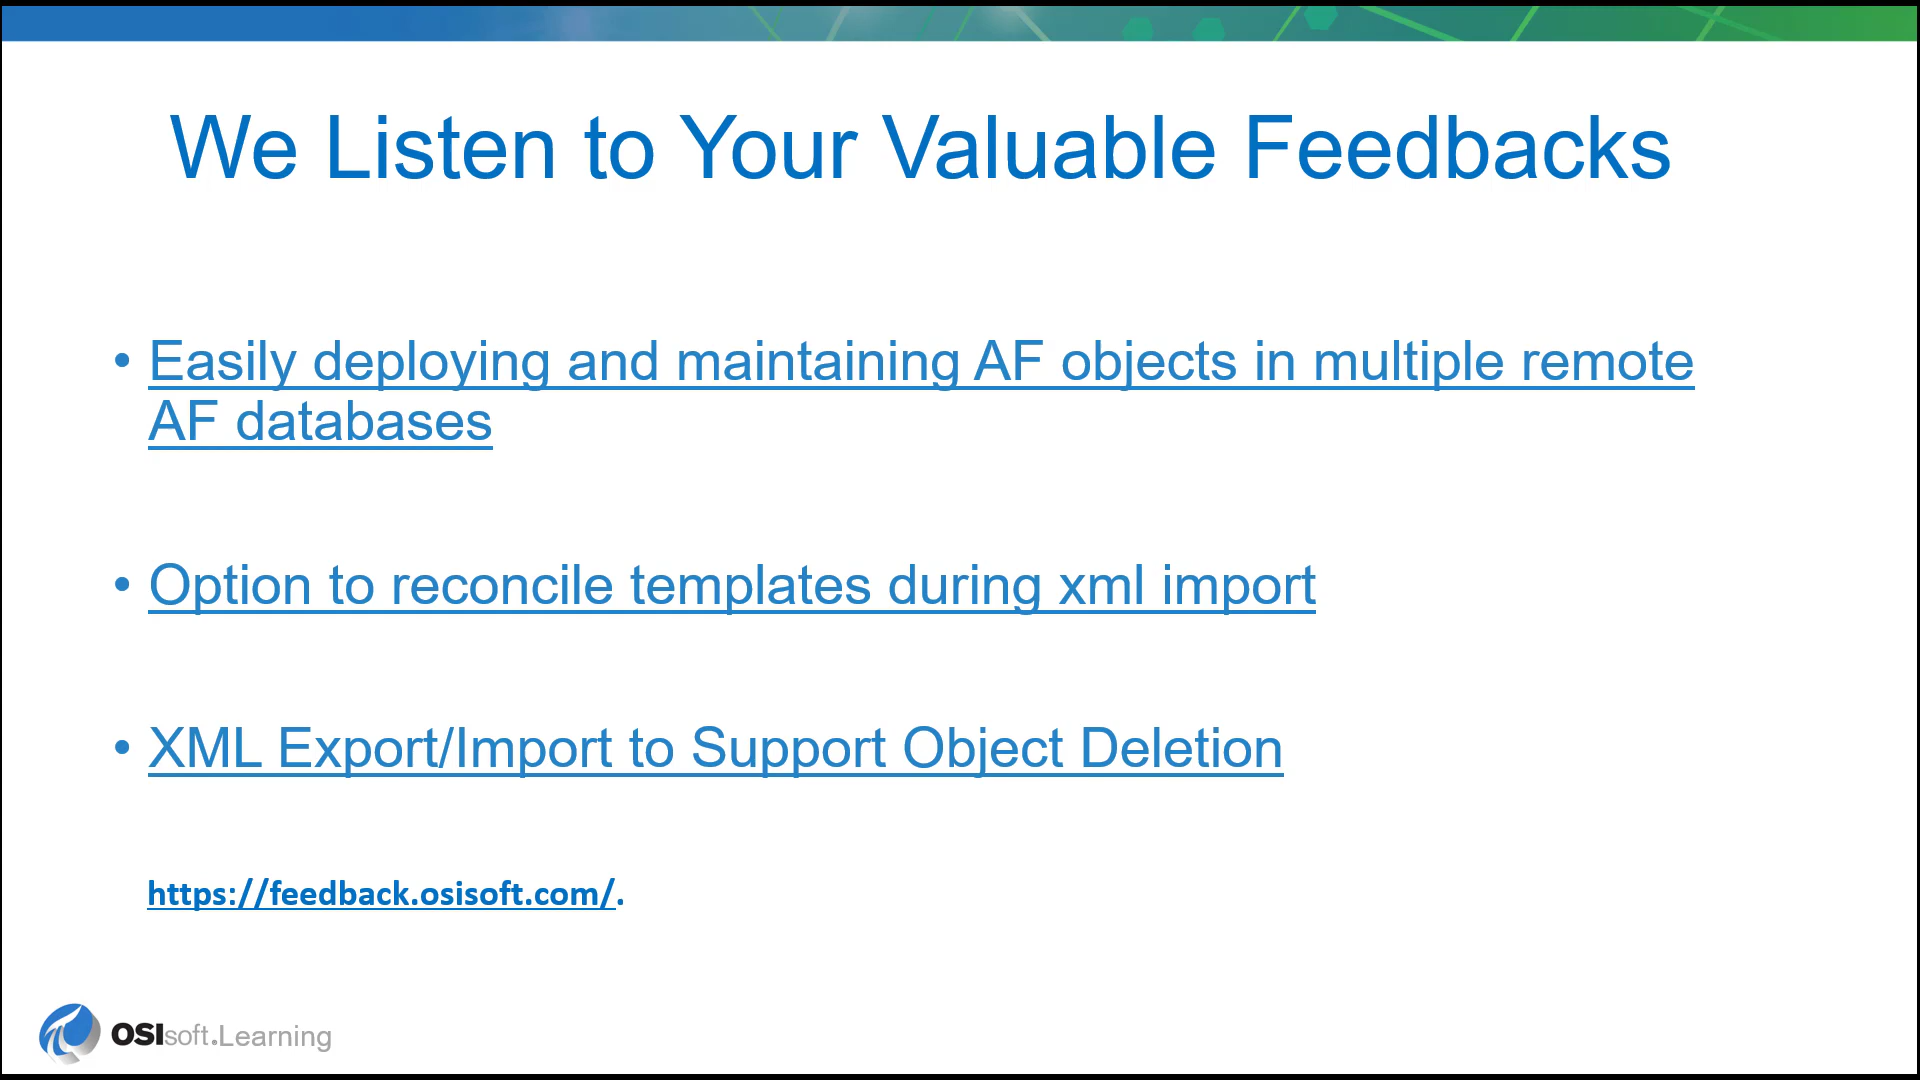 We Listen to Your Valuable Feedbacks
• Easily deploying and maintaining AF objects in multiple remote
AF databases
• Option to reconcile templates during xml import
• XML Export/Import to Support Object Deletion
https://feedback.osisoft.com/.
OSIsoft.Learning